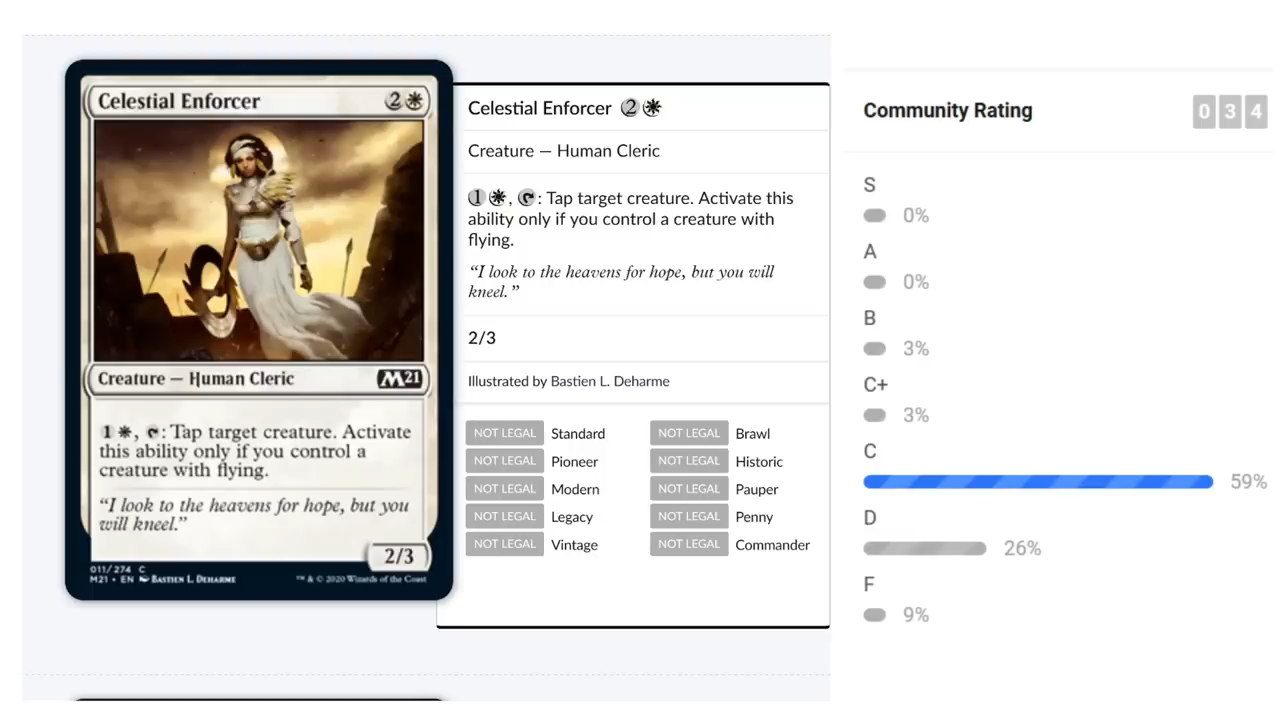 Celestial Enforcer 2
Creature — Human Cleric
M21
1 , : Tap target creature. Activate
this ability only if you control a
creature with flying.
“I look to the heavens for hope, but you
will kneel.”
2/3
011/274 C
M21 • EN Bastien L. Deharme
™ & © 2020 Wizards of the Coast
Celestial Enforcer 2
Creature — Human Cleric
1 , : Tap target creature. Activate this
ability only if you control a creature with
flying.
“I look to the heavens for hope, but you will
kneel.”
2/3
Illustrated by Bastien L. Deharme
NOT LEGAL Standard NOT LEGAL Brawl
NOT LEGAL Pioneer NOT LEGAL Historic
NOT LEGAL Modern NOT LEGAL Pauper
NOT LEGAL Legacy NOT LEGAL Penny
NOT LEGAL Vintage NOT LEGAL Commander
Community Rating 0 3 4
S
0%
A
0%
B
3%
C+
3%
C
59%
D
26%
F
9%